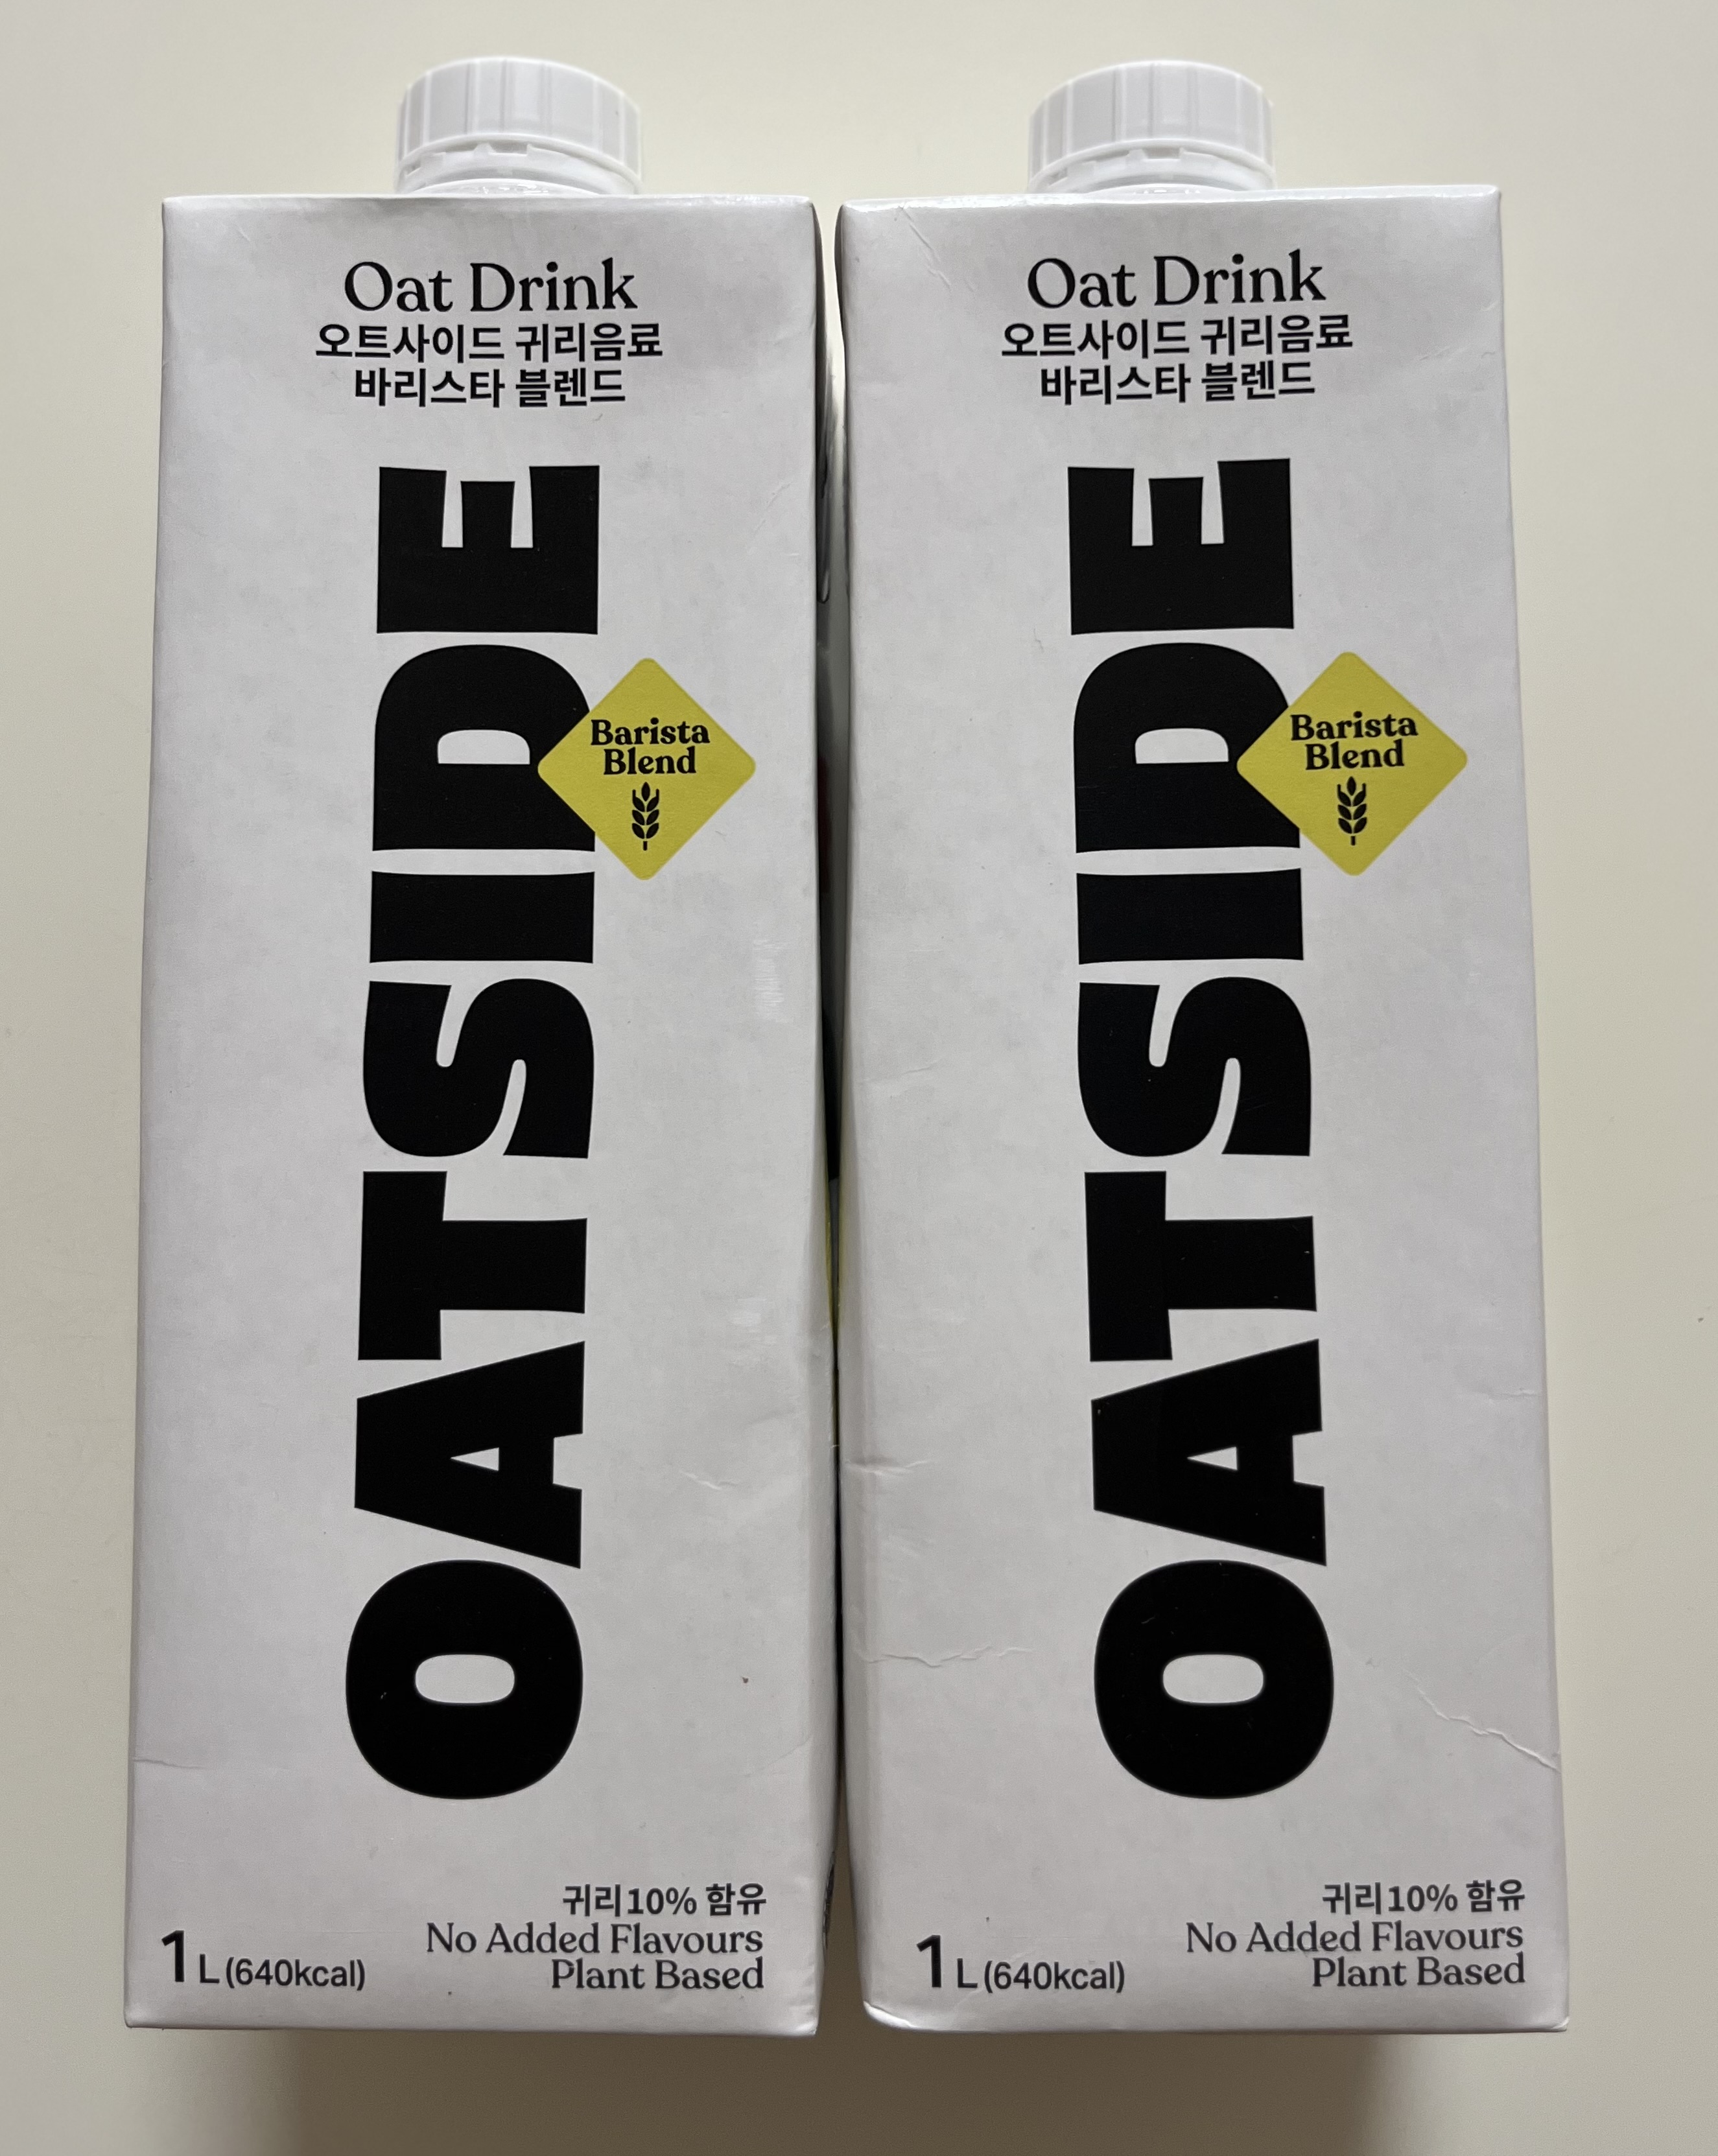 Oat Drink
오트사이드 귀리음료
바리스타 블렌드
OATSIDE
Barista
Blend
귀리10% 함유
No Added Flavours
Plant Based
1L(640kcal)
Oat Drink
오트사이드 귀리음료
바리스타 블렌드
OATSIDE
Barista
Blend
귀리10% 함유
No Added Flavours
Plant Based
1L(640kcal)